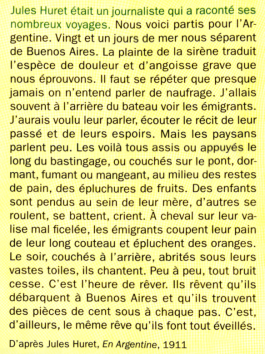 Jules Huret était un journaliste qui a raconté ses
nombreux voyages. Nous voici partis pour l'Ar-
gentine. Vingt et un jours de mer nous séparent
de Buenos Aires. La plainte de la sirène traduit
l'espèce de douleur et d'angoisse grave que
nous éprouvons. Il faut se répéter que presque
jamais on n'entend parler de naufrage. J'allais
souvent à l'arrière du bateau voir les émigrants.
J'aurais voulu leur parler, écouter le récit de leur
passé et de leurs espoirs. Mais les paysans
parlent peu. Les voilà tous assis ou appuyés le
long du bastingage, ou couchés sur le pont, dor-
mant, fumant ou mangeant, au milieu des restes
de pain, des épluchures de fruits. Des enfants
sont pendus au sein de leur mère, d'autres se
roulent, se battent, crient. À cheval sur leur va-
lise mal ficelée, les émigrants coupent leur pain
de leur long couteau et épluchent des oranges.
Le soir, couchés à l'arrière, abrités sous leurs
vastes toiles, ils chantent. Peu à peu, tout bruit
cesse. C'est l'heure de rêver. Ils rêvent qu'ils
débarquent à Buenos Aires et qu'ils trouvent
des pièces de cent sous à chaque pas. C'est,
d'ailleurs, le même rêve qu'ils font tout éveillés.
D'après Jules Huret, En Argentine, 1911